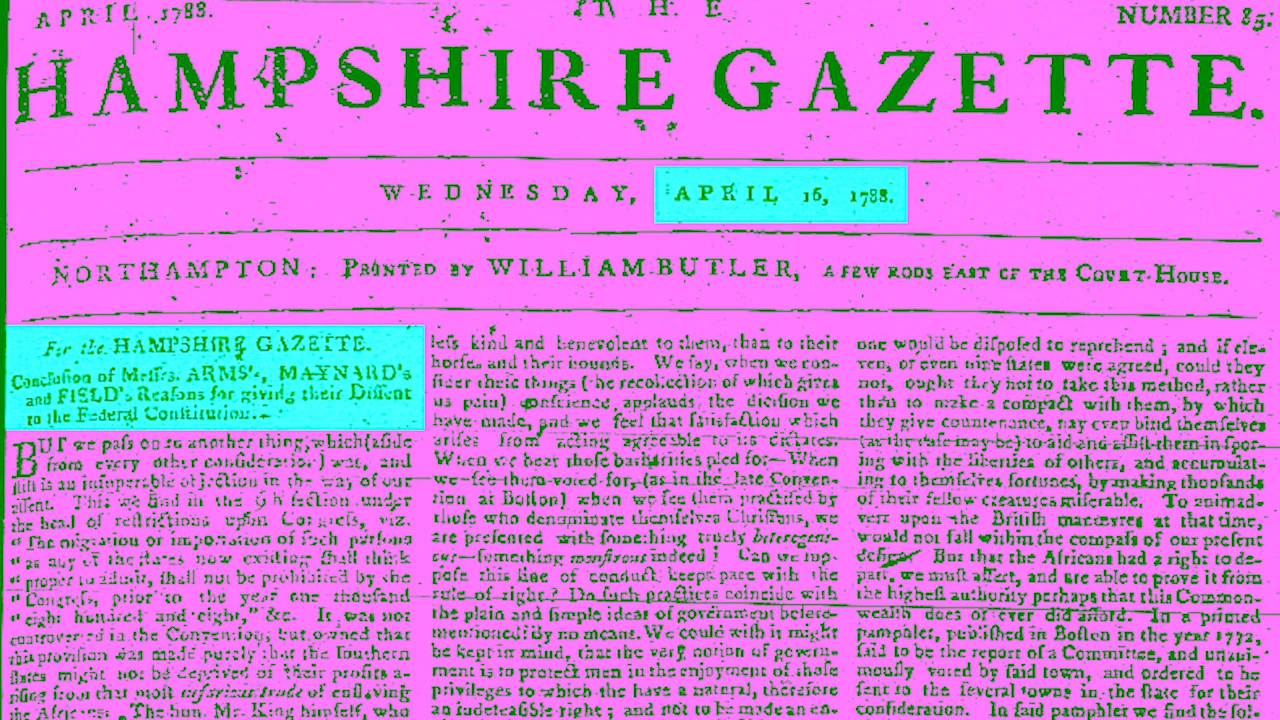 APRIL 1788.
THE
NUMBER 85.
HAMPSHIRE GAZETTE.
WEDNESDAY, APRIL 16, 1788.
NORTHAMPTON: PRINTED BY WILLIAM BUTLER, A FEW RODS EAST OF THE COURT-HOUSE.
For the HAMPSHIRE GAZETTE.
Conclusion of Messrs. ARMS's, MAYNARD's
and FIELD's Reasons for giving their Dissent
to the Federal Constitution.
BUT we pass on to another thing, which (aside
from every other consideration) was, and
still is an insuperable objection in the way of our
assent. This we find in the 9th section under
the head of restrictions upon Congress, viz.
"The migration or importation of such persons
"as any of the states now existing shall think
"proper to admit, shall not be prohibited by the
"Congress, prior to the year one thousand
"eight hundred and eight," &c. It was not
controverted in the Convention, but owned that
this provision was made purely that the southern
states might not be deprived of their profits a-
rising from that most nefarious trade of enslaving
the Africans. The hon. Mr. King himself, who
less kind and benevolent to them, than to their
horses and their hounds. We say, when we con-
sider these things (the recollection of which gives
us pain) conscience applauds the decision we
have made, and we feel that satisfaction which
arises from acting agreeable to its dictates.
When we hear those barbarities pled for—When
we see them voted for, (as in the late Conven-
tion at Boston) when we see them practised by
those who denominate themselves Christians, we
are presented with something truely heterogeni-
ous—something monstrous indeed! Can we sup-
pose this line of conduct keeps pace with the
rule of right? Do such practices coincide with
the plain and simple ideas of government before-
mentioned? By no means. We could wish it might
be kept in mind, that the very notion of govern-
ment is to protect men in the enjoyment of those
privileges to which the have a natural, therefore
an indefeasible right; and not to be made an en-
one would be disposed to reprehend; and if ele-
ven, or even nine states were agreed, could they
not, ought they not to take this method, rather
than to make a compact with them, by which
they give countenance, nay even bind themselves
(as the case may be) to aid and assist them in spor-
ting with the liberties of others, and accumulat-
ing to themselves fortunes, by making thousands
of their fellow creatures miserable. To animad-
vert upon the British manœvres at that time,
would not fall within the compass of our present
design. But that the Africans had a right to de-
part, we must assert, and are able to prove it from
the highest authority perhaps that this Common-
wealth does or ever did afford. In a printed
pamphlet, published in Boston in the year 1772,
said to be the report of a Committee, and unani-
mously voted by said town, and ordered to be
sent to the several towns in the state for their
consideration. In said pamphlet we find the fol-